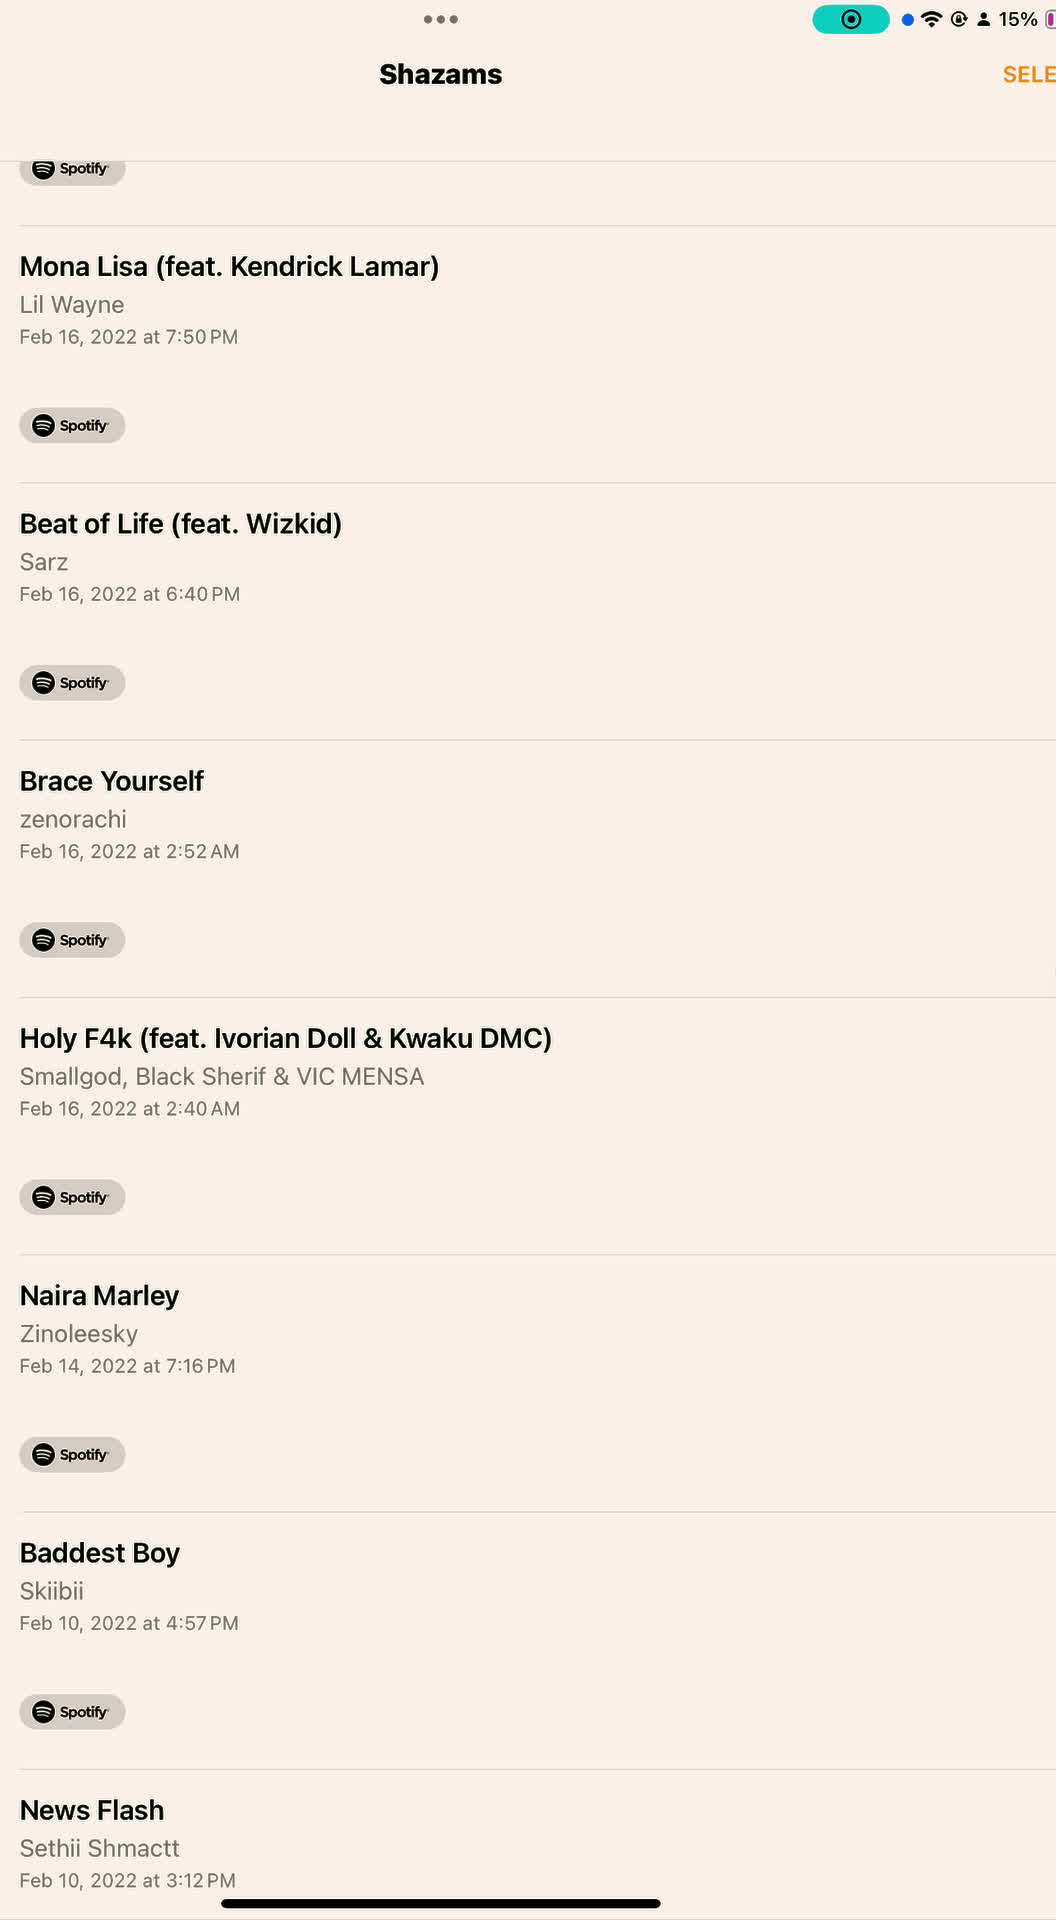 15%
Shazams
SELE
Spotify
Mona Lisa (feat. Kendrick Lamar)
Lil Wayne
Feb 16, 2022 at 7:50 PM
Spotify
Beat of Life (feat. Wizkid)
Sarz
Feb 16, 2022 at 6:40 PM
Spotify
Brace Yourself
zenorachi
Feb 16, 2022 at 2:52 AM
Spotify
Holy F4k (feat. Ivorian Doll & Kwaku DMC)
Smallgod, Black Sherif & VIC MENSA
Feb 16, 2022 at 2:40 AM
Spotify
Naira Marley
Zinoleesky
Feb 14, 2022 at 7:16 PM
Spotify
Baddest Boy
Skiibii
Feb 10, 2022 at 4:57 PM
Spotify
News Flash
Sethii Shmactt
Feb 10, 2022 at 3:12 PM